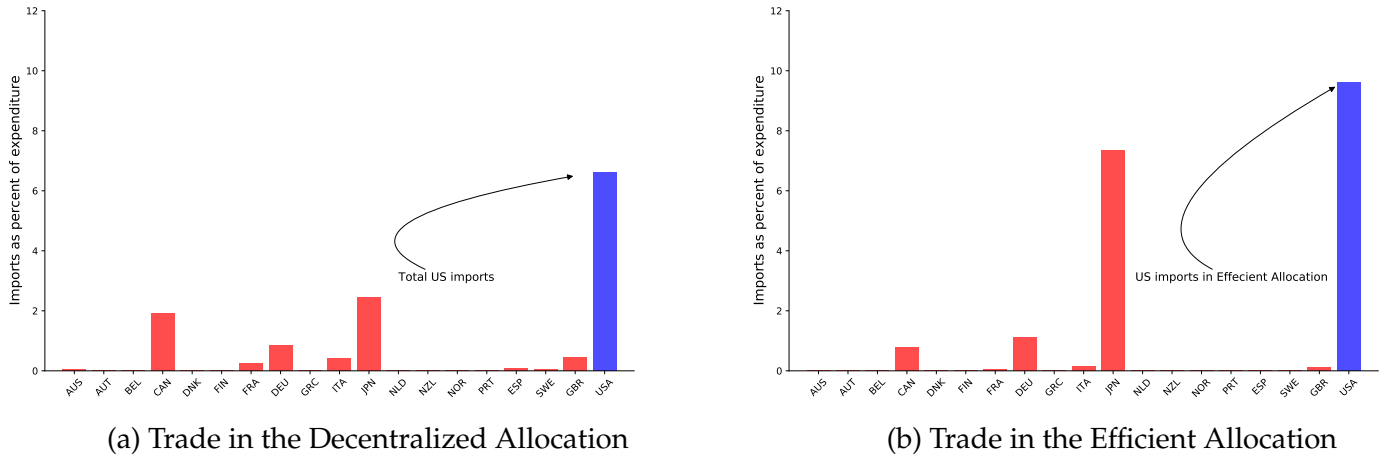 12
10
8
6
4
2
0
Imports as percent of expenditure
Total US imports
AUS AUT BEL CAN DNK FIN FRA DEU GRC ITA JPN NLD NZL NOR PRT ESP SWE GBR USA
(a) Trade in the Decentralized Allocation
12
10
8
6
4
2
0
Imports as percent of expenditure
US imports in Effecient Allocation
AUS AUT BEL CAN DNK FIN FRA DEU GRC ITA JPN NLD NZL NOR PRT ESP SWE GBR USA
(b) Trade in the Efficient Allocation